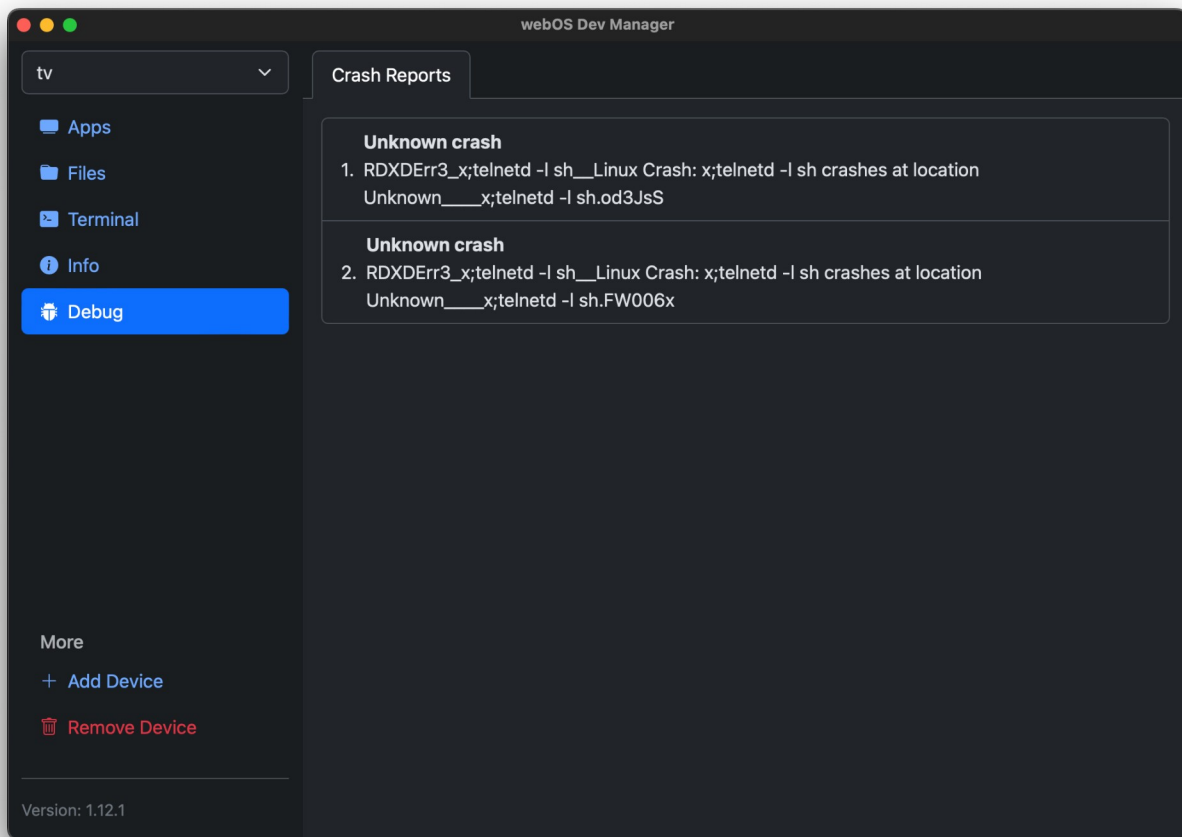 webOS Dev Manager
tv
Apps
Files
Terminal
Info
Debug
More
Add Device
Remove Device
Version: 1.12.1
Crash Reports
Unknown crash
1. RDXDErr3_x;telnetd -l sh__Linux Crash: x;telnetd -l sh crashes at location
Unknown____x;telnetd -l sh.od3JsS
Unknown crash
2. RDXDErr3_x;telnetd -l sh__Linux Crash: x;telnetd -l sh crashes at location
Unknown____x;telnetd -l sh.FW006x